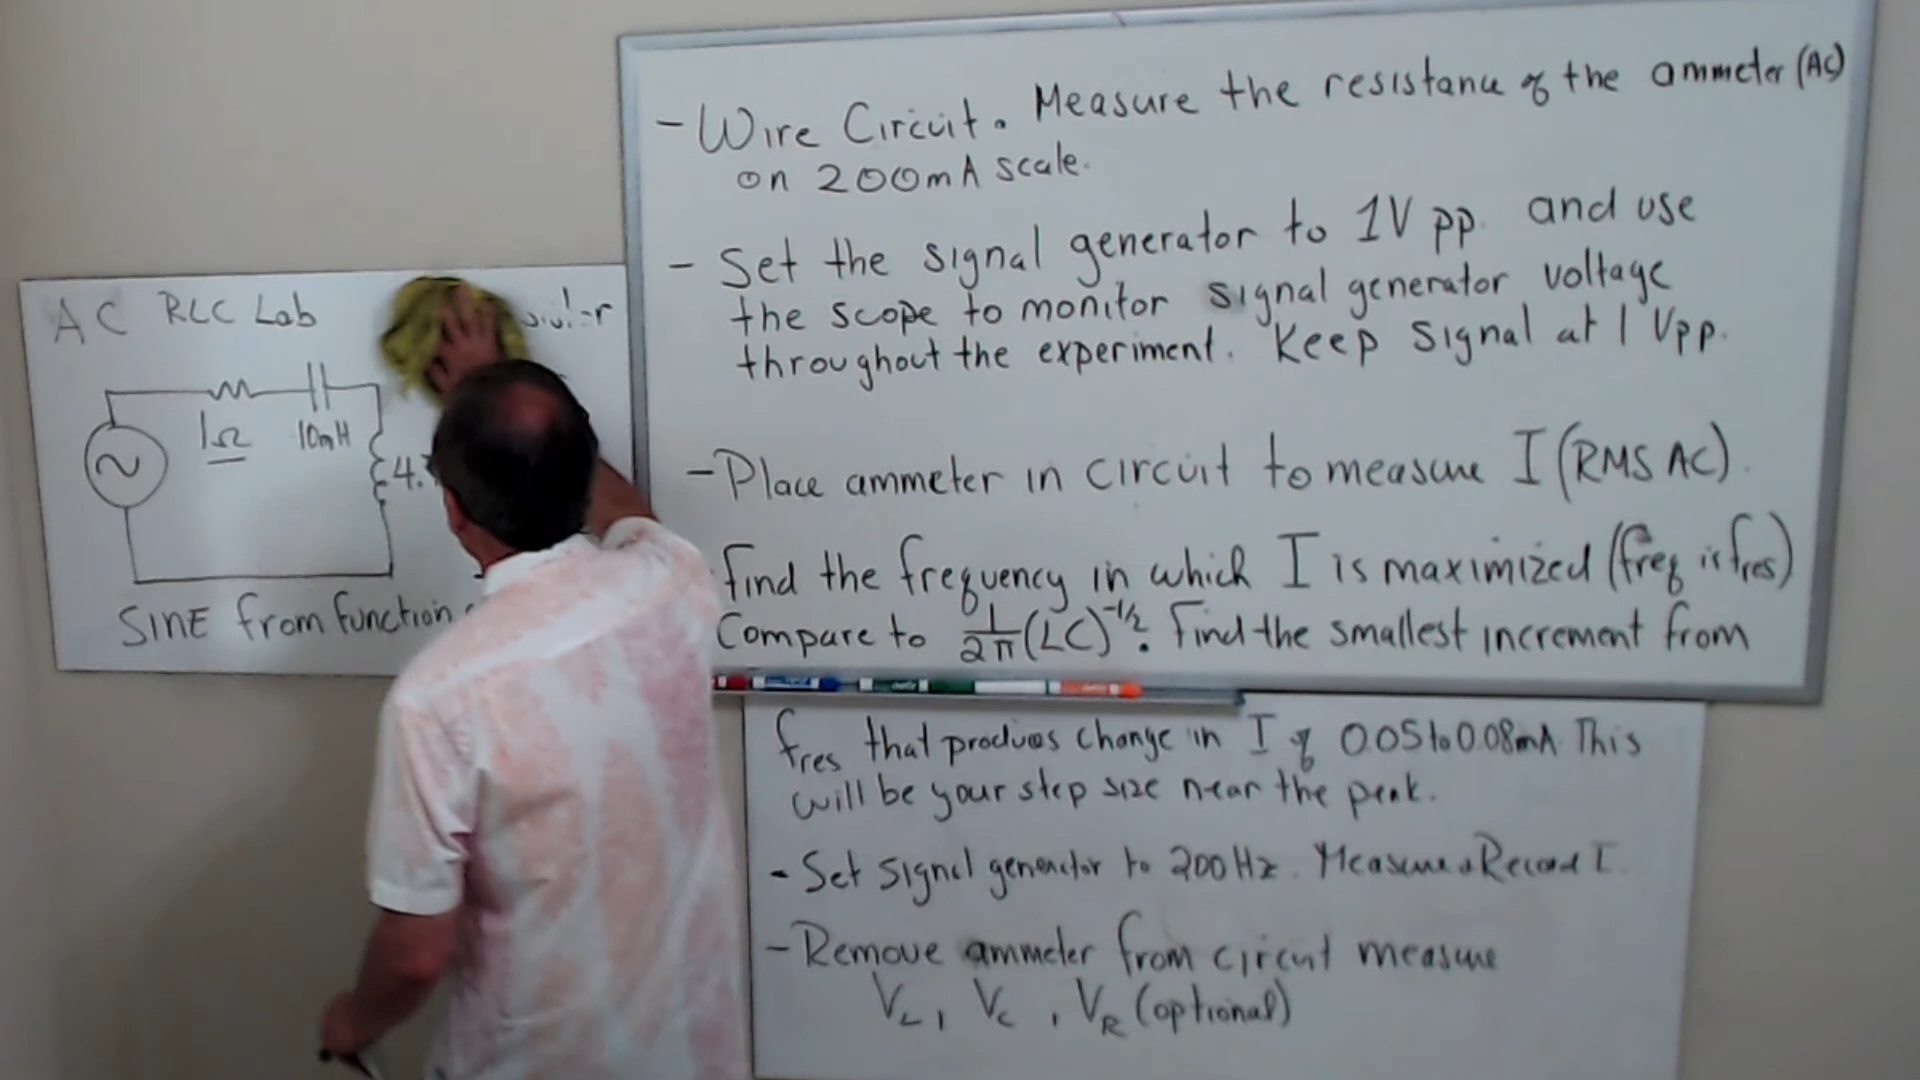 AC RLC Lab
1Ω
10mH
4.
SINE from function
- Wire Circuit. Measure the resistance of the ammeter (AC)
on 200mA scale.
- Set the signal generator to 1V pp and use
the scope to monitor signal generator voltage
throughout the experiment. Keep signal at 1 Vpp.
- Place ammeter in circuit to measure I (RMS AC).
Find the frequency in which I is maximized (freq is fres)
Compare to 1/2π (LC)^-1/2. Find the smallest increment from
fres that produces change in I of 0.05 to 0.08mA This
will be your step size near the peak.
- Set signal generator to 200 Hz. Measure & Record I.
- Remove ammeter from circuit measure
VL, VC, VR (optional)